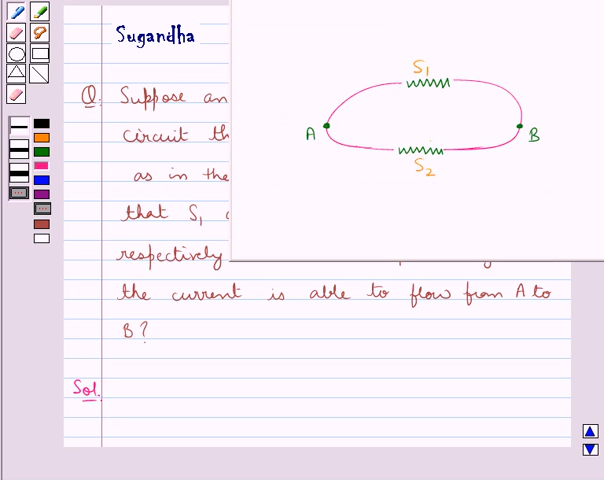 Sugandha
S1
A
B
S2
Q. Suppose an
circuit th
as in the
that S1
respectively
the current is able to flow from A to
B?
Sol.